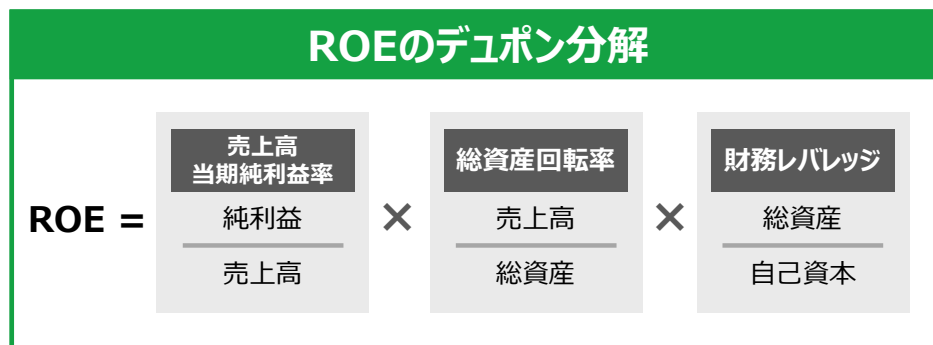 ROEのデュポン分解
ROE =
売上高
当期純利益率
純利益
売上高
×
総資産回転率
売上高
総資産
×
財務レバレッジ
総資産
自己資本